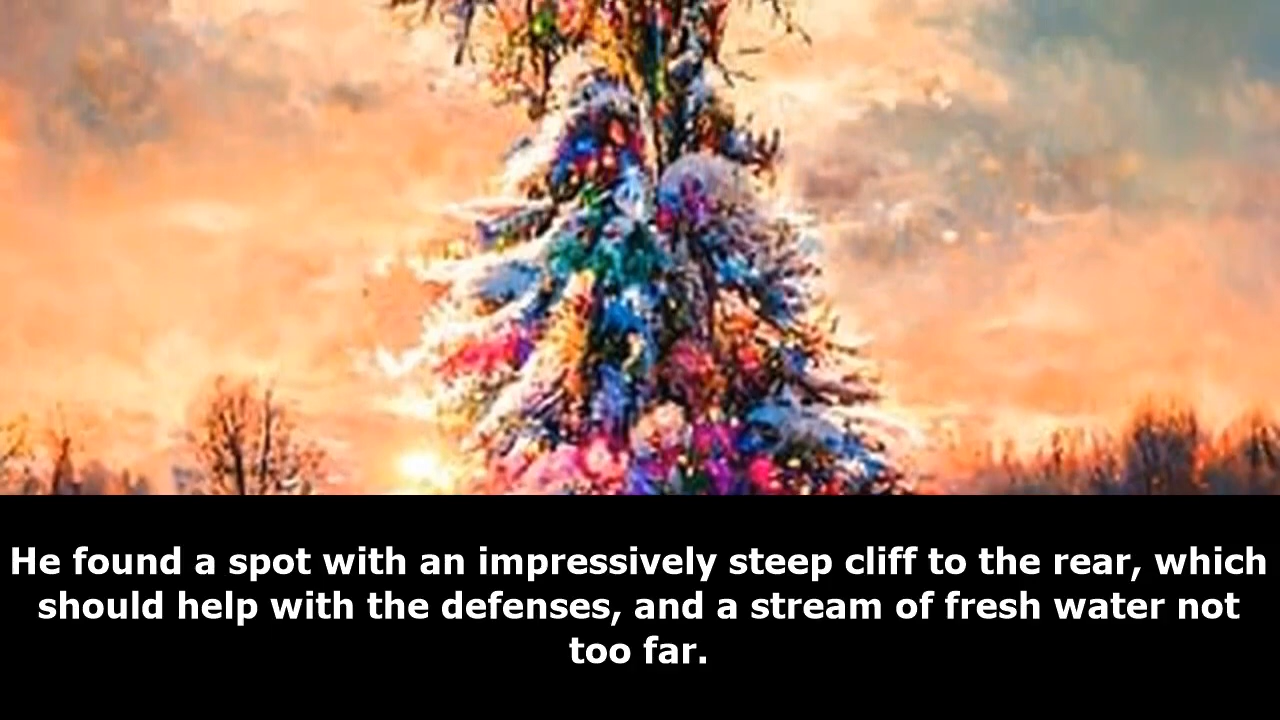 He found a spot with an impressively steep cliff to the rear, which
should help with the defenses, and a stream of fresh water not
too far.